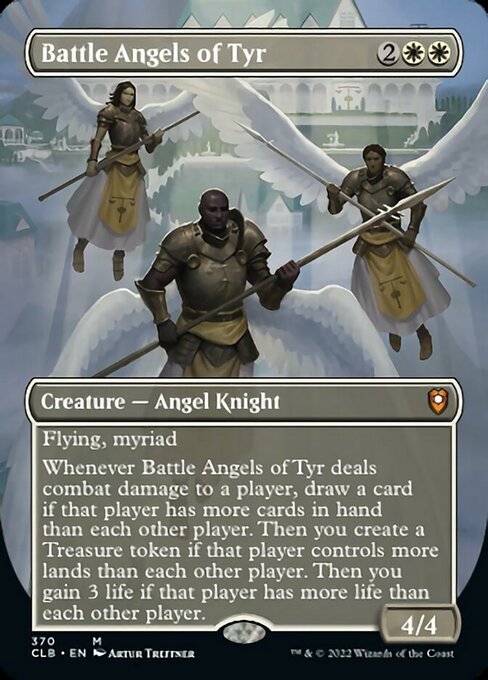 Battle Angels of Tyr 2
Creature — Angel Knight
Flying, myriad
Whenever Battle Angels of Tyr deals
combat damage to a player, draw a card
if that player has more cards in hand
than each other player. Then you create a
Treasure token if that player controls more
lands than each other player. Then you
gain 3 life if that player has more life than
each other player.
4/4
370 M
CLB • EN Artur Treffner ™ & © 2022 Wizards of the Coast